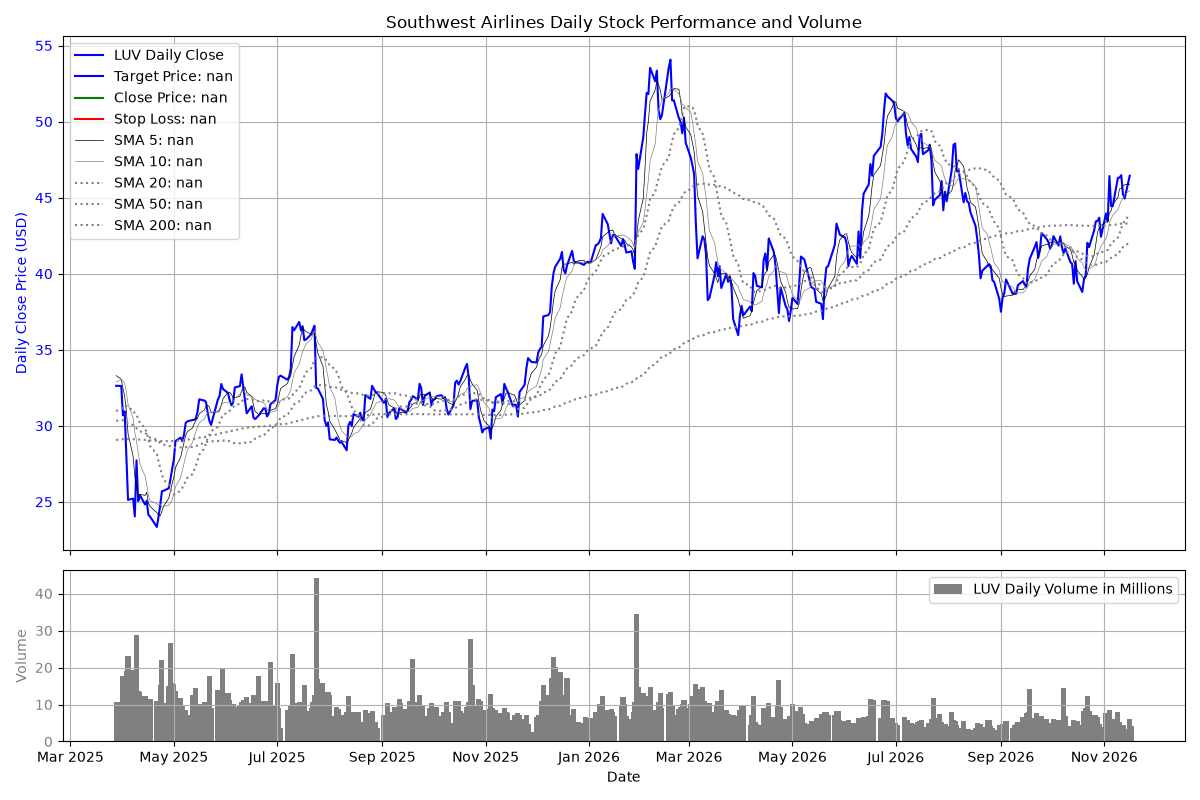 Southwest Airlines Daily Stock Performance and Volume
Daily Close Price (USD)
55
50
45
40
35
30
25
LUV Daily Close
Target Price: nan
Close Price: nan
Stop Loss: nan
SMA 5: nan
SMA 10: nan
SMA 20: nan
SMA 50: nan
SMA 200: nan
Volume
40
30
20
10
0
LUV Daily Volume in Millions
Mar 2025 May 2025 Jul 2025 Sep 2025 Nov 2025 Jan 2026 Mar 2026 May 2026 Jul 2026 Sep 2026 Nov 2026
Date